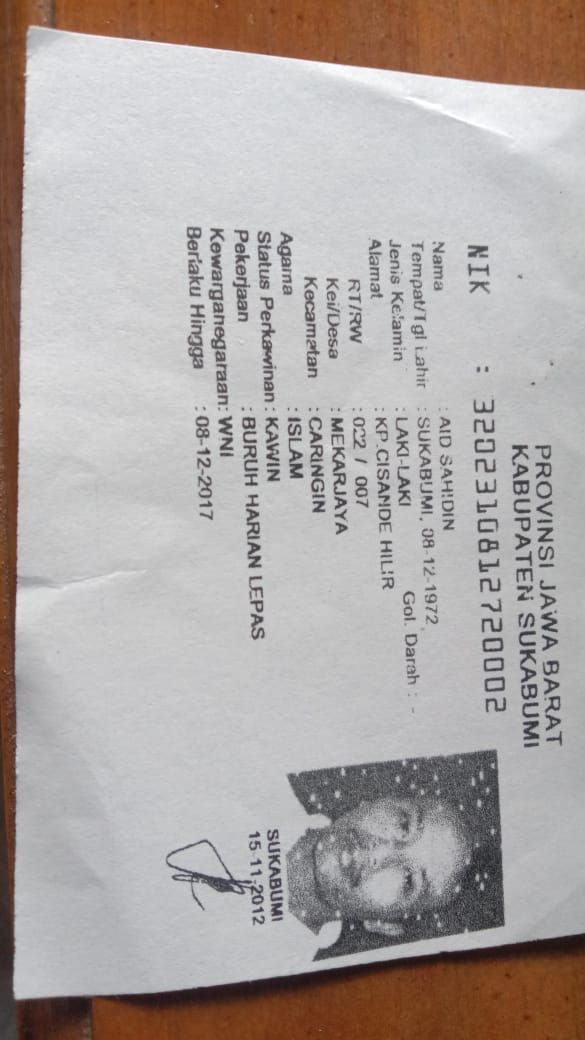 PROVINSI JAWA BARAT
KABUPATEN SUKABUMI
NIK : 3202310812720002
Nama : AID SAHIDIN
Tempat/Tgl Lahir : SUKABUMI, 08-12-1972
Jenis Kelamin : LAKI-LAKI Gol. Darah : -
Alamat : KP.CISANDE HILIR
RT/RW : 022 / 007
Kel/Desa : MEKARJAYA
Kecamatan : CARINGIN
Agama : ISLAM
Status Perkawinan : KAWIN
Pekerjaan : BURUH HARIAN LEPAS
Kewarganegaraan: WNI
Berlaku Hingga : 08-12-2017
SUKABUMI
15-11-2012